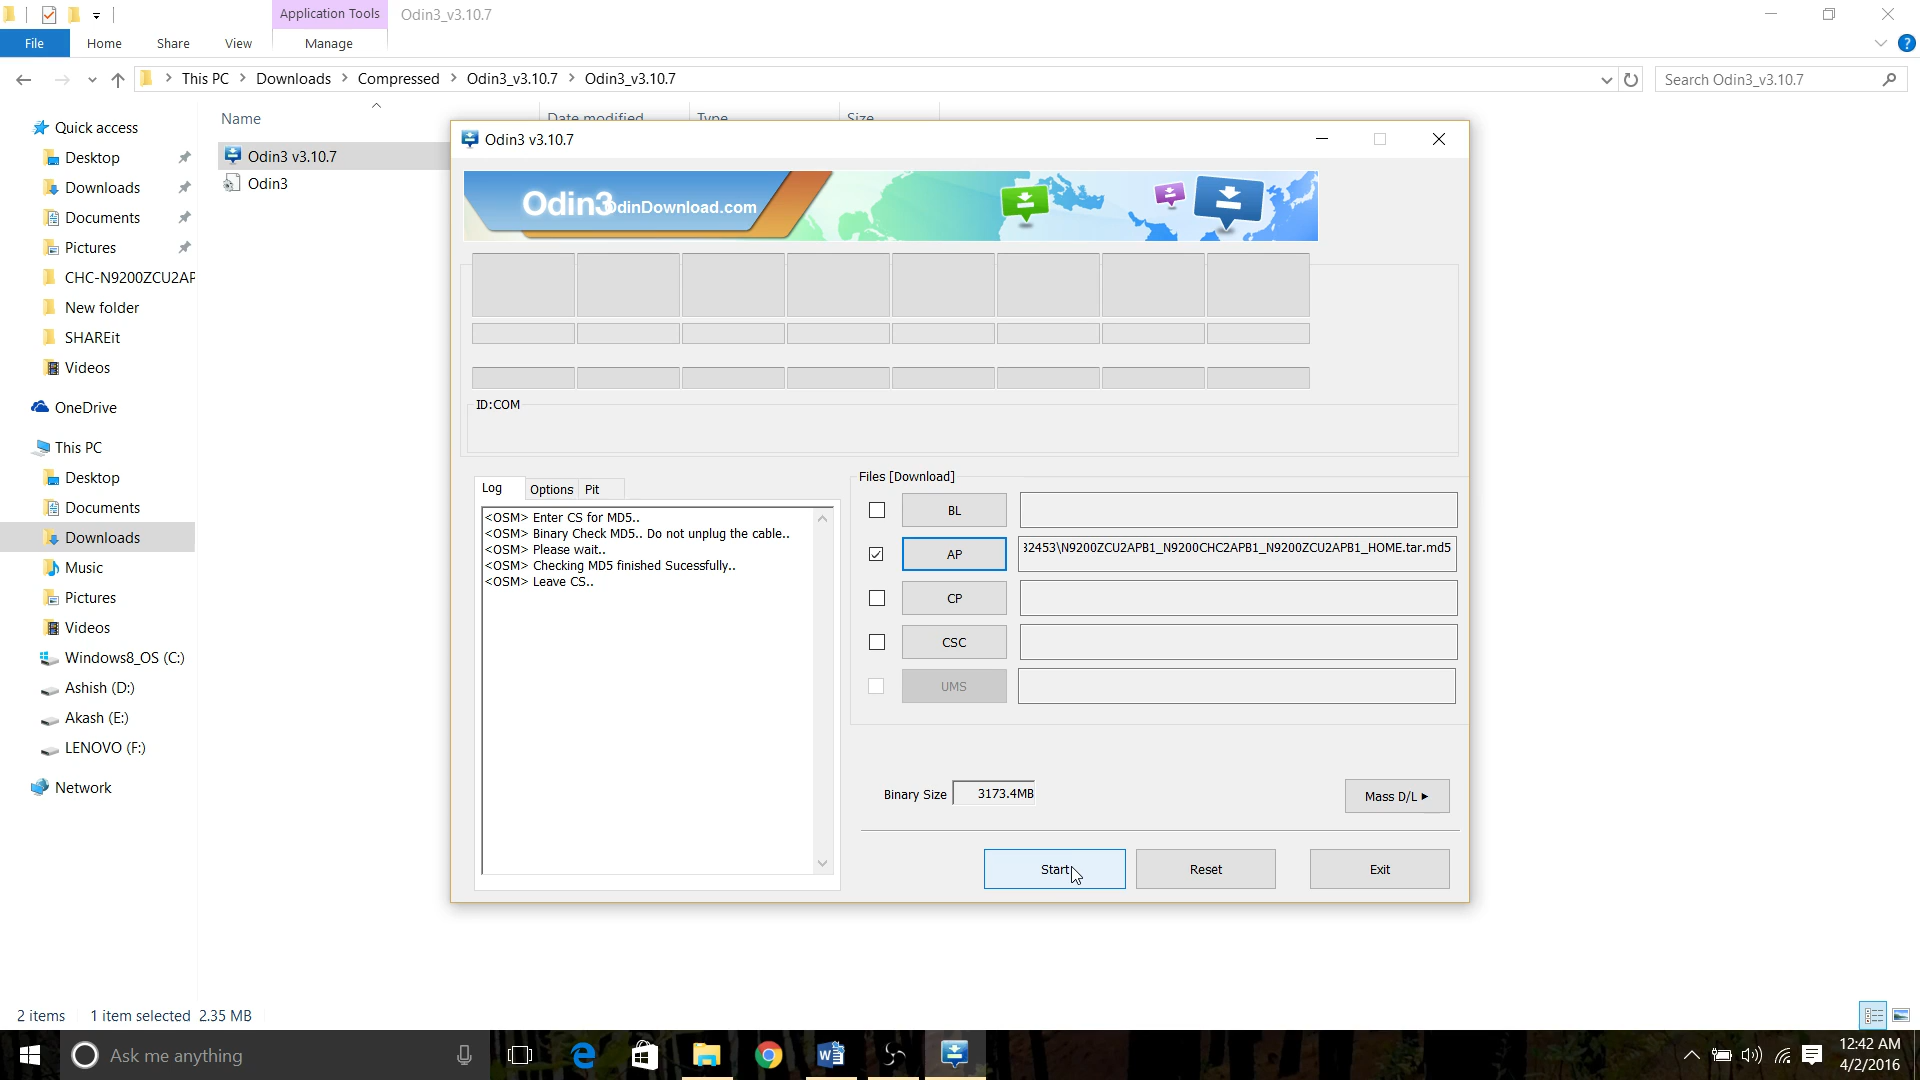 Application Tools
Odin3_v3.10.7
File
Home
Share
View
Manage
This PC
Downloads
Compressed
Odin3_v3.10.7
Odin3_v3.10.7
Search Odin3_v3.10.7
Name
Date modified
Type
Size
Quick access
Desktop
Downloads
Documents
Pictures
CHC-N9200ZCU2AP
New folder
SHAREit
Videos
OneDrive
This PC
Desktop
Documents
Downloads
Music
Pictures
Videos
Windows8_OS (C:)
Ashish (D:)
Akash (E:)
LENOVO (F:)
Network
Odin3 v3.10.7
Odin3
Odin3 v3.10.7
Odin3
OdinDownload.com
ID:COM
Log
Options
Pit
<OSM> Enter CS for MD5..
<OSM> Binary Check MD5.. Do not unplug the cable..
<OSM> Please wait..
<OSM> Checking MD5 finished Sucessfully..
<OSM> Leave CS..
Files [Download]
BL
AP
32453\N9200ZCU2APB1_N9200CHC2APB1_N9200ZCU2APB1_HOME.tar.md5
CP
CSC
UMS
Binary Size
3173.4MB
Mass D/L ►
Start
Reset
Exit
2 items
1 item selected 2.35 MB
Ask me anything
12:42 AM
4/2/2016